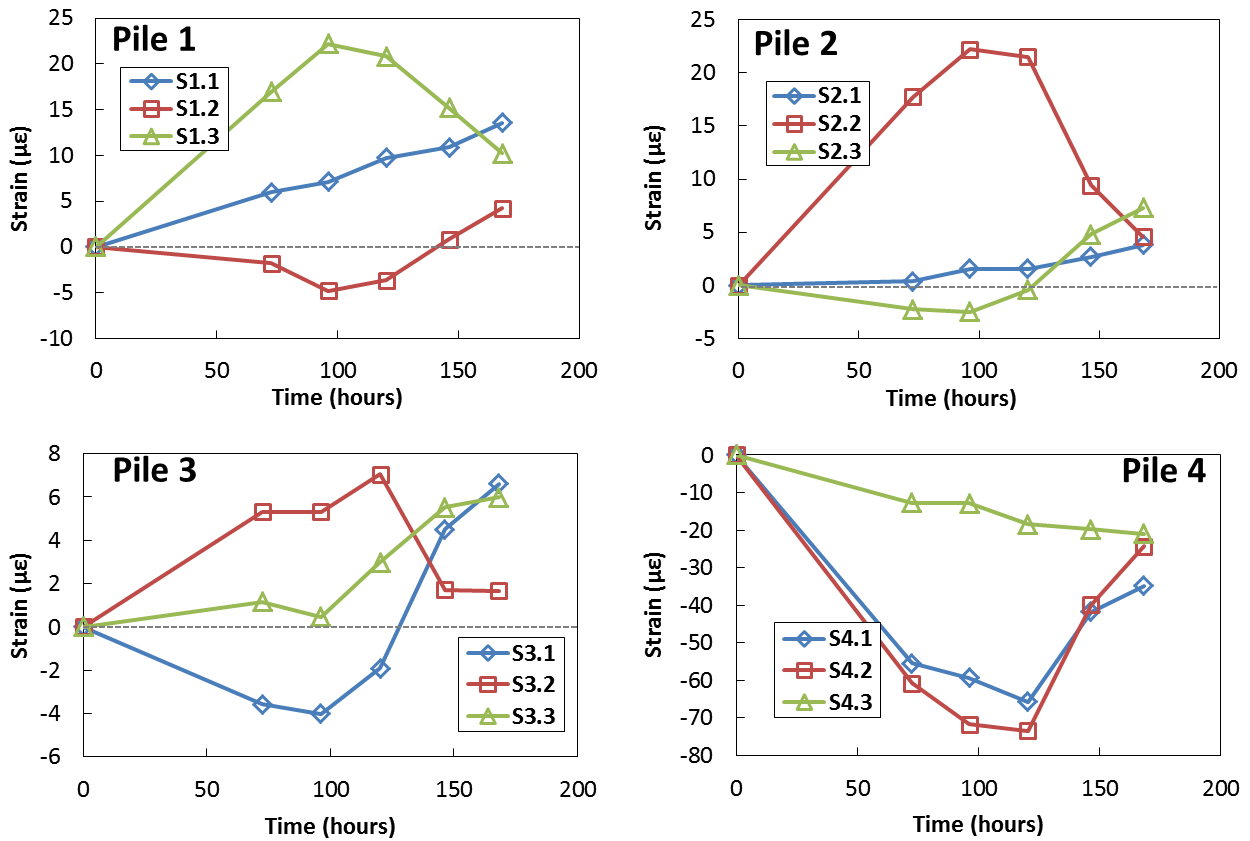 Pile 1
S1.1
S1.2
S1.3
Strain (με)
25
20
15
10
5
0
-5
-10
0 50 100 150 200
Time (hours)
Pile 2
S2.1
S2.2
S2.3
Strain (με)
25
20
15
10
5
0
-5
0 50 100 150 200
Time (hours)
Pile 3
S3.1
S3.2
S3.3
Strain (με)
8
6
4
2
0
-2
-4
-6
0 50 100 150 200
Time (hours)
Pile 4
S4.1
S4.2
S4.3
Strain (με)
0
-10
-20
-30
-40
-50
-60
-70
-80
0 50 100 150 200
Time (hours)